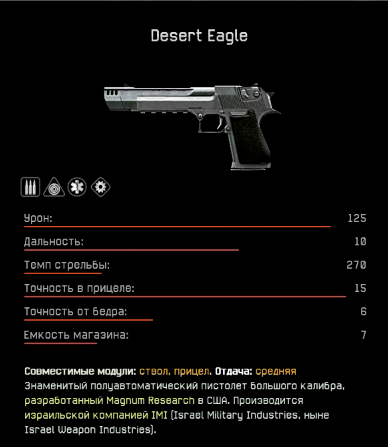 Desert Eagle
Урон: 125
Дальность: 10
Темп стрельбы: 270
Точность в прицеле: 15
Точность от бедра: 6
Емкость магазина: 7
Совместимые модули: ствол, прицел. Отдача: средняя
Знаменитый полуавтоматический пистолет большого калибра,
разработанный Magnum Research в США. Производится
израильской компанией IMI (Israel Military Industries, ныне
Israel Weapon Industries).